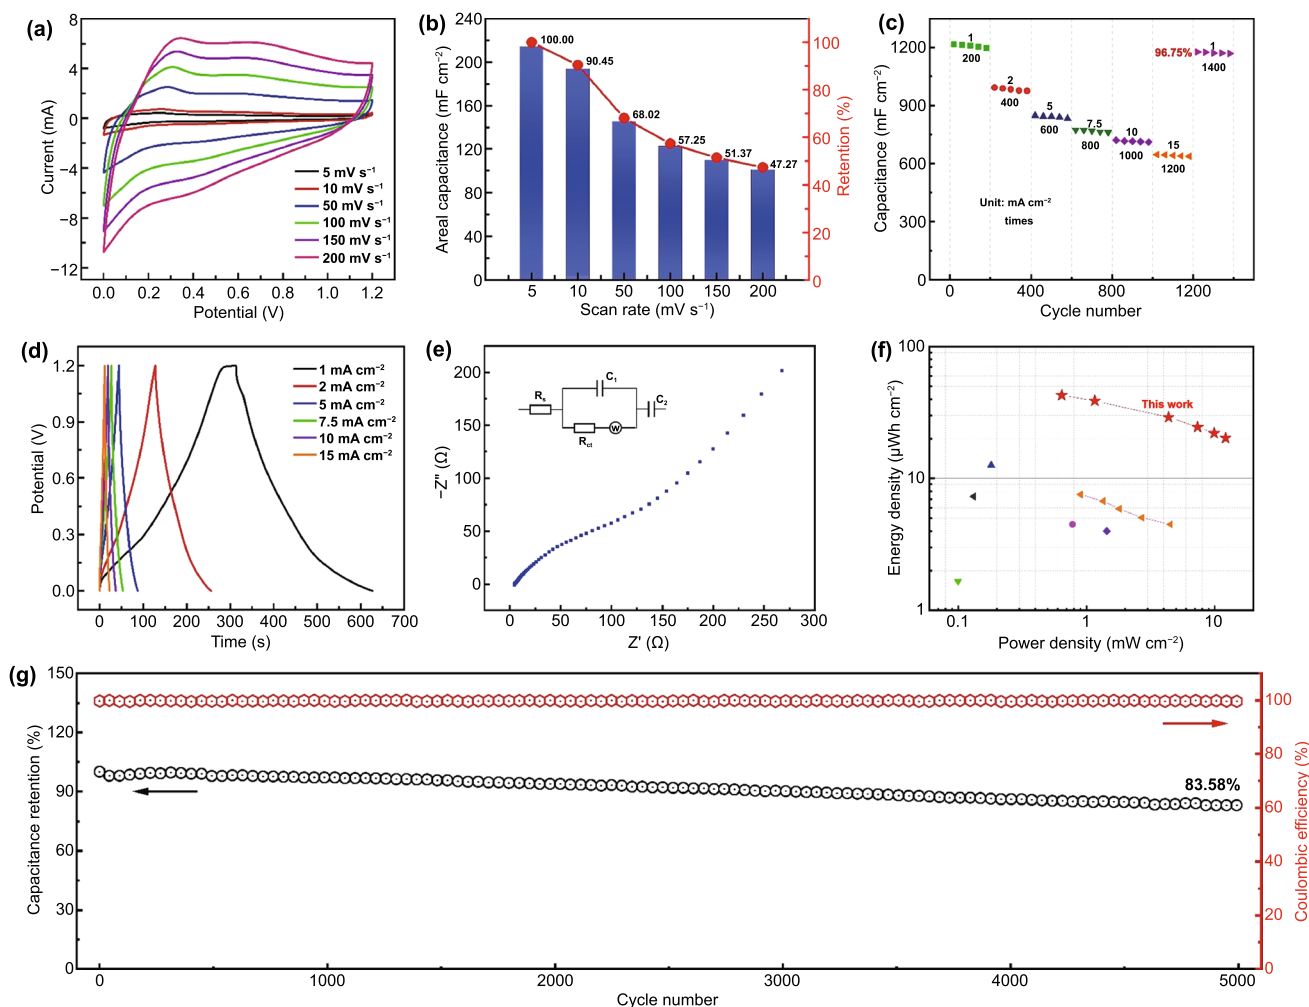 (a)
8
4
0
−4
−8
−12
Current (mA)
0.0 0.2 0.4 0.6 0.8 1.0 1.2
Potential (V)
5 mV s⁻¹
10 mV s⁻¹
50 mV s⁻¹
100 mV s⁻¹
150 mV s⁻¹
200 mV s⁻¹
(b)
240
200
160
120
80
40
0
Areal capacitance (mF cm⁻²)
100.00
90.45
68.02
57.25
51.37
47.27
5 10 50 100 150 200
Scan rate (mV s⁻¹)
100
80
60
40
20
0
Retention (%)
(c)
1200
900
600
300
0
Capacitance (mF cm⁻²)
1
200
2
400
5
600
7.5
800
10
1000
15
1200
96.75%
1
1400
Unit: mA cm⁻²
times
0 400 800 1200
Cycle number
(d)
1.2
0.9
0.6
0.3
0.0
Potential (V)
1 mA cm⁻²
2 mA cm⁻²
5 mA cm⁻²
7.5 mA cm⁻²
10 mA cm⁻²
15 mA cm⁻²
0 100 200 300 400 500 600 700
Time (s)
(e)
200
150
100
50
0
−Z" (Ω)
Rs
C1
Rct
W
C2
0 50 100 150 200 250 300
Z' (Ω)
(f)
100
10
1
Energy density (μWh cm⁻²)
This work
0.1 1 10
Power density (mW cm⁻²)
(g)
150
120
90
60
30
0
Capacitance retention (%)
83.58%
100
80
60
40
20
0
Coulombic efficiency (%)
0 1000 2000 3000 4000 5000
Cycle number